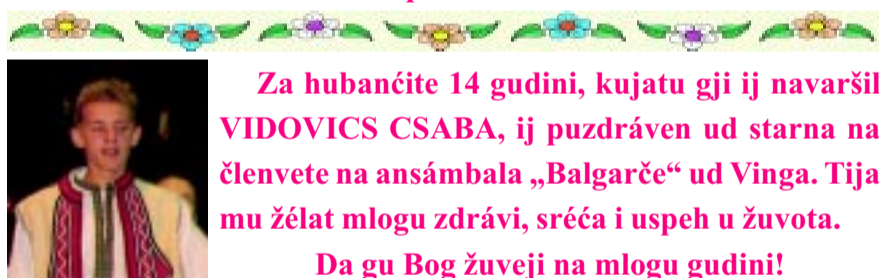 Za hubanćite 14 gudini, kujatu gji ij navaršil
VIDOVICS CSABA, ij puzdráven ud starna na
členvete na ansámbala „Balgarče“ ud Vinga. Tija
mu žélat mlogu zdrávi, sréća i uspeh u žuvota.
Da gu Bog žuveji na mlogu gudini!